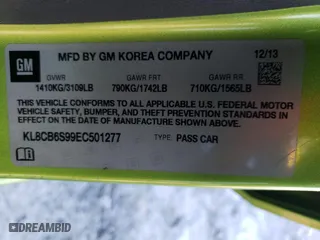 GM
MFD BY GM KOREA COMPANY 12/13
GVWR GAWR FRT GAWR RR
1410KG/3109LB 790KG/1742LB 710KG/1565LB
THIS VEHICLE CONFORMS TO ALL APPLICABLE U.S. FEDERAL MOTOR
VEHICLE SAFETY, BUMPER, AND THEFT PREVENTION STANDARDS IN
EFFECT ON THE DATE OF MANUFACTURE SHOWN ABOVE.
KL8CB6S99EC501277 TYPE: PASS CAR